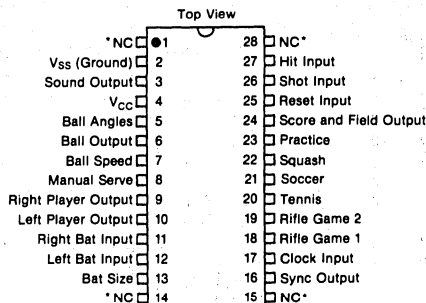 Top View
*NC 1
VSS (Ground) 2
Sound Output 3
VCC 4
Ball Angles 5
Ball Output 6
Ball Speed 7
Manual Serve 8
Right Player Output 9
Left Player Output 10
Right Bat Input 11
Left Bat Input 12
Bat Size 13
*NC 14
28 NC*
27 Hit Input
26 Shot Input
25 Reset Input
24 Score and Field Output
23 Practice
22 Squash
21 Soccer
20 Tennis
19 Rifle Game 2
18 Rifle Game 1
17 Clock Input
16 Sync Output
15 NC*